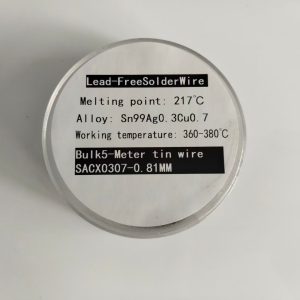 Lead-FreeSolderWire
Melting point: 217℃
Alloy: Sn99Ag0.3Cu0.7
Working temperature: 360-380℃
Bulk5-Meter tin wire
SACX0307-0.81MM